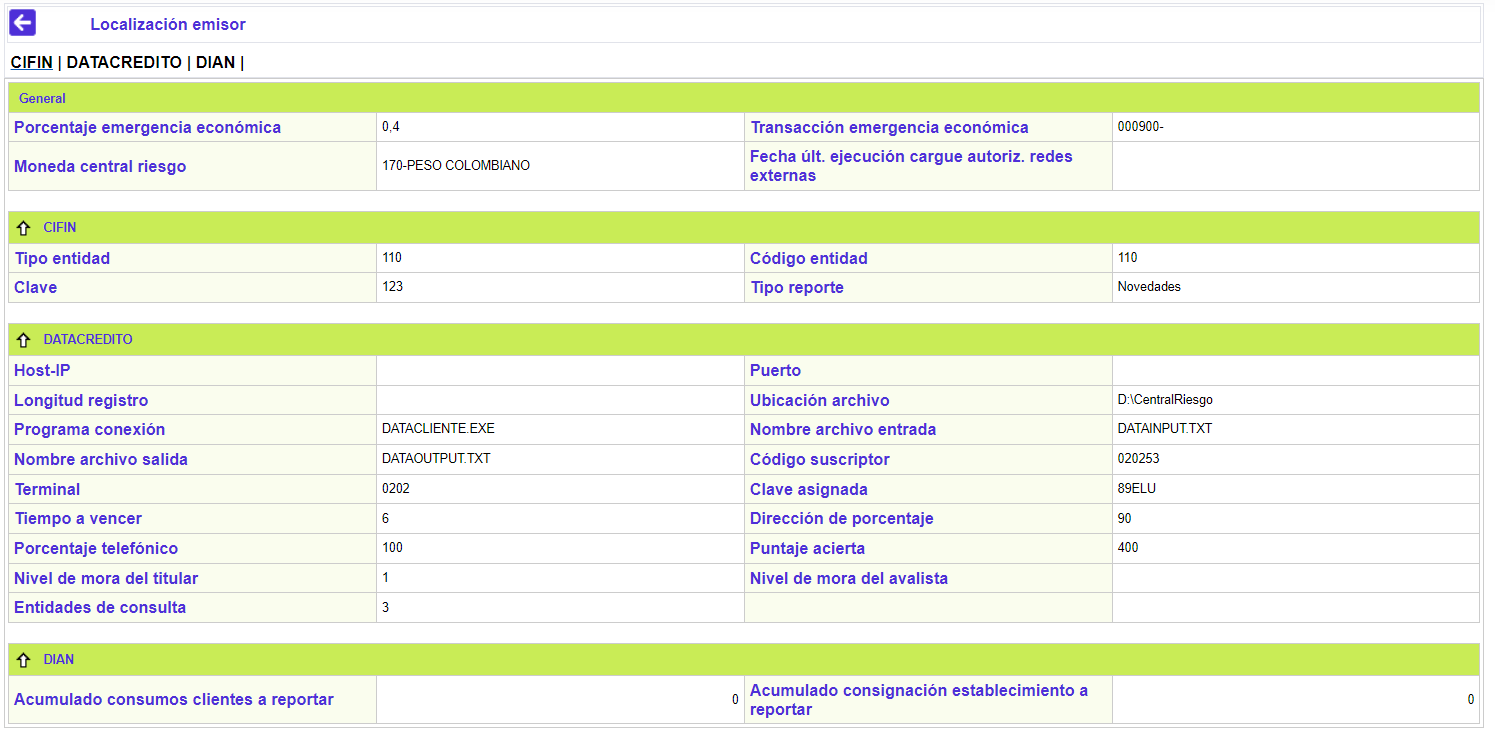 Localización emisor
CIFIN | DATACREDITO | DIAN |
General
Porcentaje emergencia económica 0,4 Transacción emergencia económica 000900-
Moneda central riesgo 170-PESO COLOMBIANO Fecha últ. ejecución cargue autoriz. redes
externas
CIFIN
Tipo entidad 110 Código entidad 110
Clave 123 Tipo reporte Novedades
DATACREDITO
Host-IP Puerto
Longitud registro Ubicación archivo D:\CentralRiesgo
Programa conexión DATACLIENTE.EXE Nombre archivo entrada DATAINPUT.TXT
Nombre archivo salida DATAOUTPUT.TXT Código suscriptor 020253
Terminal 0202 Clave asignada 89ELU
Tiempo a vencer 6 Dirección de porcentaje 90
Porcentaje telefónico 100 Puntaje acierta 400
Nivel de mora del titular 1 Nivel de mora del avalista
Entidades de consulta 3
DIAN
Acumulado consumos clientes a reportar 0 Acumulado consignación establecimiento a
reportar 0